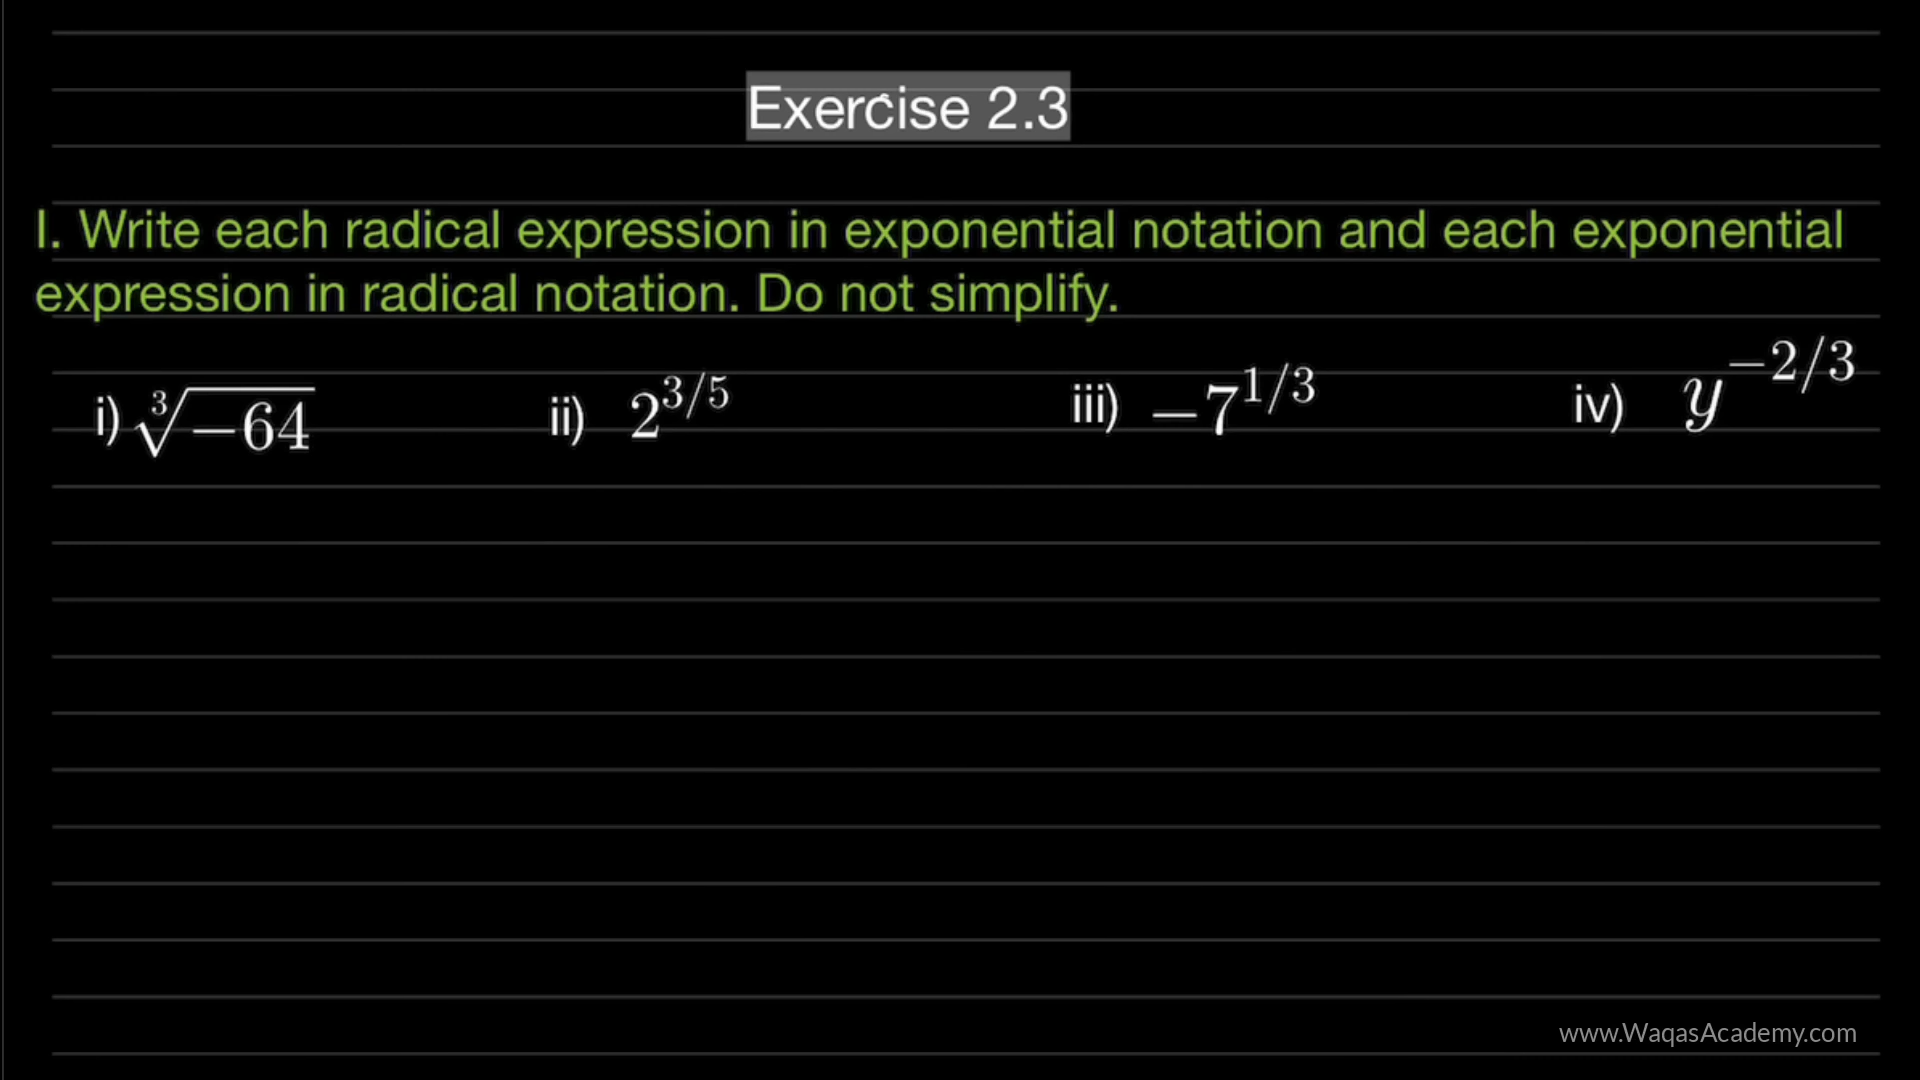 Exercise 2.3
I. Write each radical expression in exponential notation and each exponential
expression in radical notation. Do not simplify.
i) ∛(−64) ii) 2^{3/5} iii) −7^{1/3} iv) y^{−2/3}
www.WaqasAcademy.com